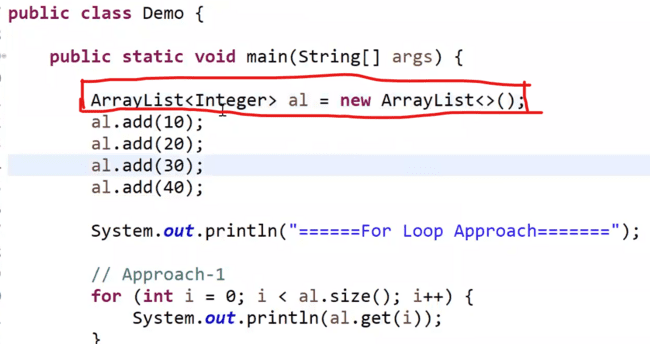 public class Demo {
public static void main(String[] args) {
ArrayList<Integer> al = new ArrayList<>();
al.add(10);
al.add(20);
al.add(30);
al.add(40);
System.out.println("======For Loop Approach=======");
// Approach-1
for (int i = 0; i < al.size(); i++) {
System.out.println(al.get(i));
}